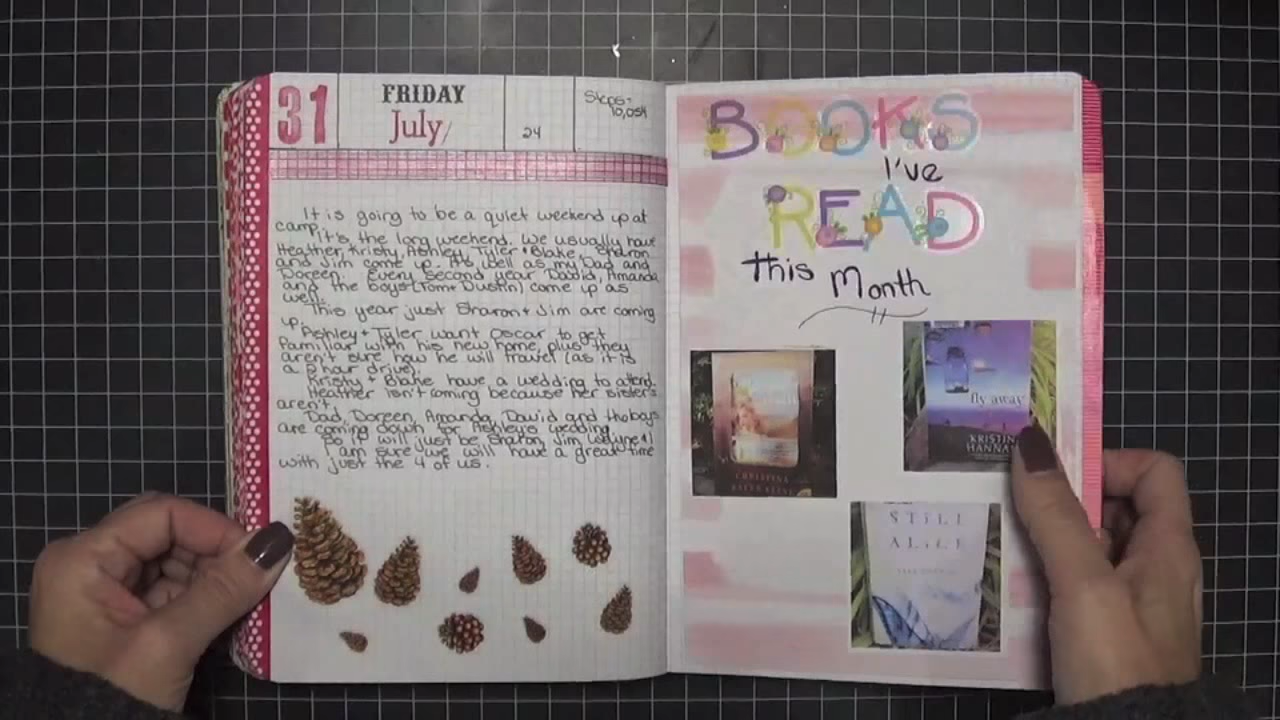 31
FRIDAY
July
24
Steps-
10,054
It is going to be a quiet weekend up at
camp.
It's the long weekend. We usually have
Heather, Kristy, Ashley, Tyler + Blake, Sharon
and Jim come up. As well as my Dad and
Doreen. Every second year David, Amanda
and the boys (Tom + Dustin) come up as
well.
This year just Sharon + Jim are coming
up.
Ashley + Tyler want Oscar to get
familiar with his new home, plus they
aren't sure how he will travel (as it is
a hour drive).
Kristy + Blake have a wedding to attend.
Heather isn't coming because her sister's
aren't.
Dad, Doreen, Amanda, David and the boys
are coming down for Ashley's wedding.
So it will just be Sharon, Jim, + I
I am sure we will have a great time
with just the 4 of us.
BOOKS
I've
READ
this Month
CHRISTINA
fly away
KRISTIN
HANNAH
STILL
ALICE